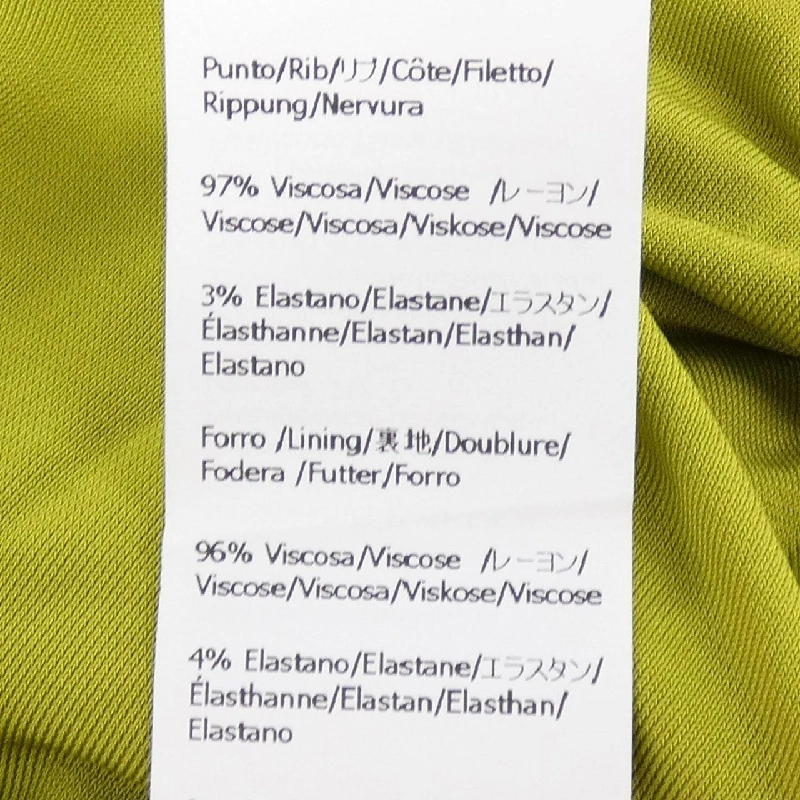 Punto/Rib/リブ/Côte/Filetto/
Rippung/Nervura
97% Viscosa/Viscose /レーヨン/
Viscose/Viscosa/Viskose/Viscose
3% Elastano/Elastane/エラスタン/
Élasthanne/Elastan/Elasthan/
Elastano
Forro /Lining/裏地/Doublure/
Fodera /Futter/Forro
96% Viscosa/Viscose /レーヨン/
Viscose/Viscosa/Viskose/Viscose
4% Elastano/Elastane/エラスタン/
Élasthanne/Elastan/Elasthan/
Elastano